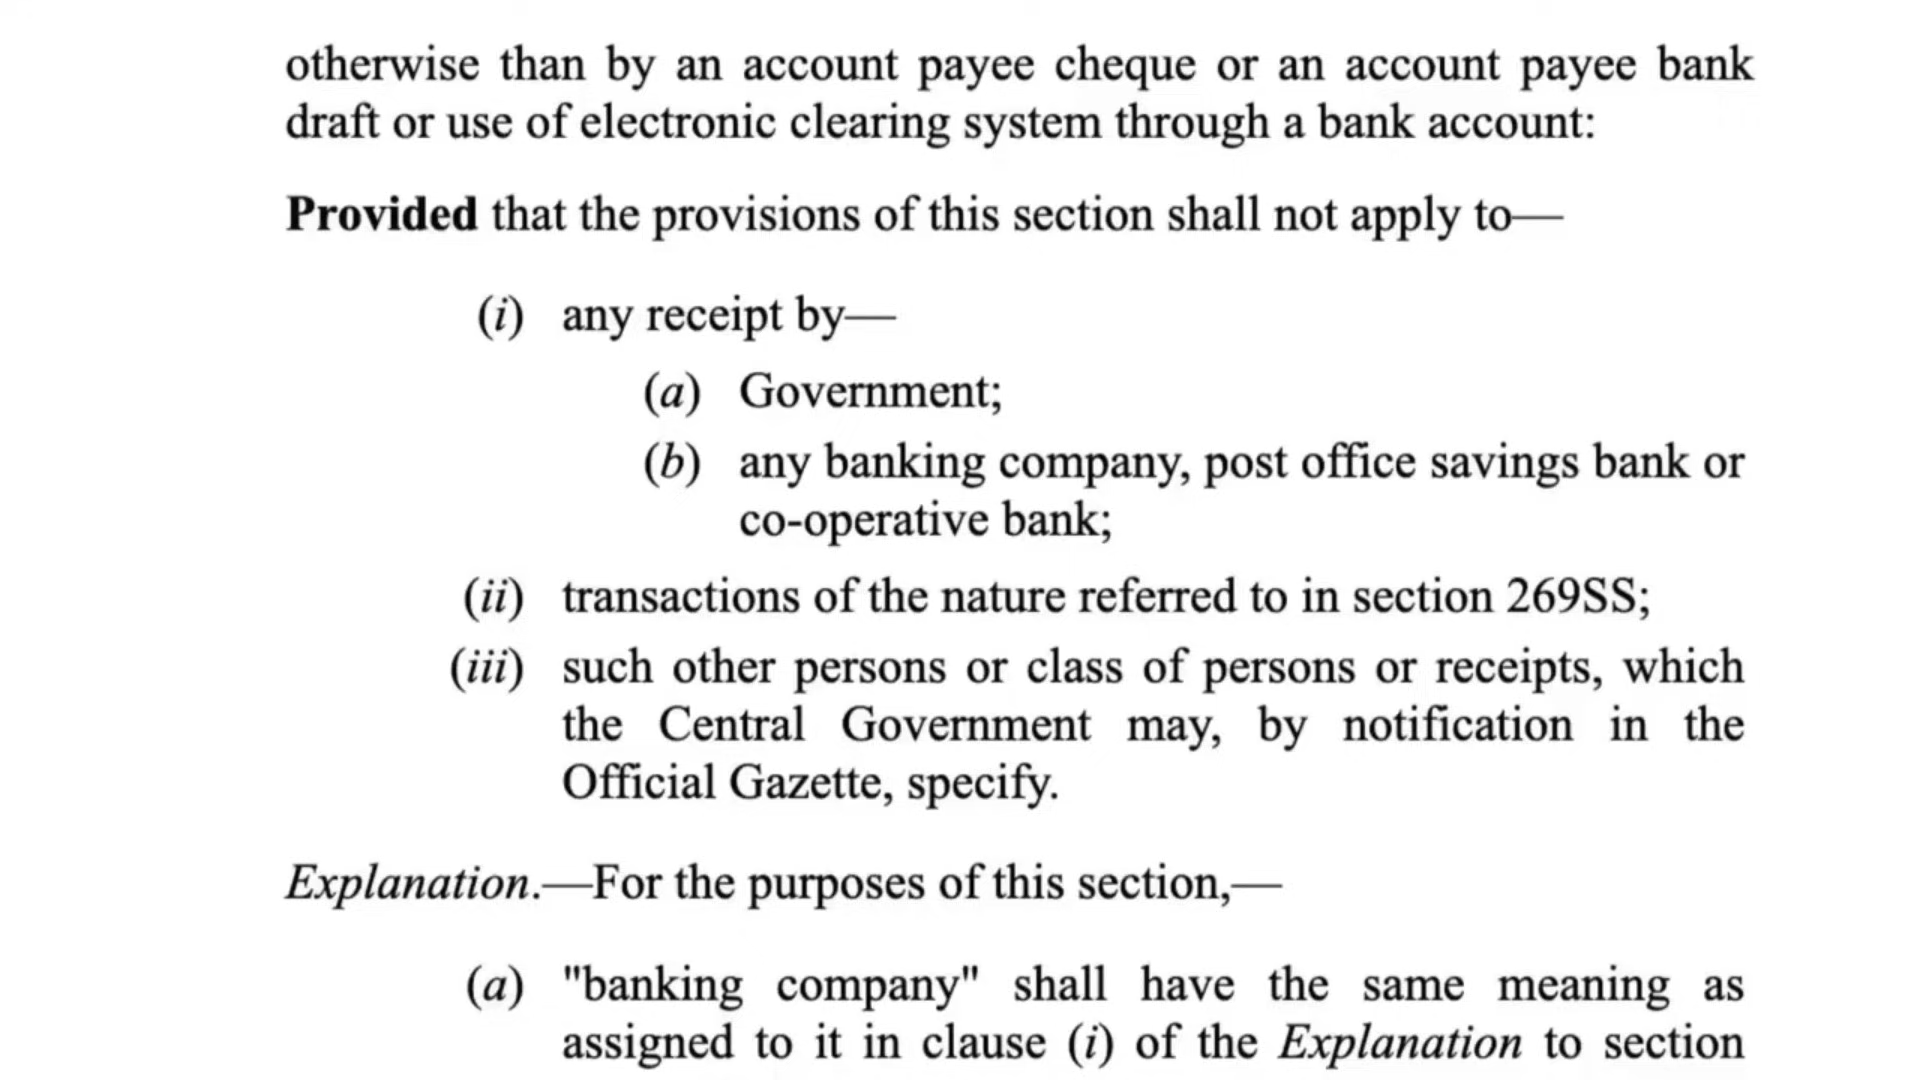 otherwise than by an account payee cheque or an account payee bank
draft or use of electronic clearing system through a bank account:
Provided that the provisions of this section shall not apply to—
(i) any receipt by—
(a) Government;
(b) any banking company, post office savings bank or
co-operative bank;
(ii) transactions of the nature referred to in section 269SS;
(iii) such other persons or class of persons or receipts, which
the Central Government may, by notification in the
Official Gazette, specify.
Explanation.—For the purposes of this section,—
(a) "banking company" shall have the same meaning as
assigned to it in clause (i) of the Explanation to section